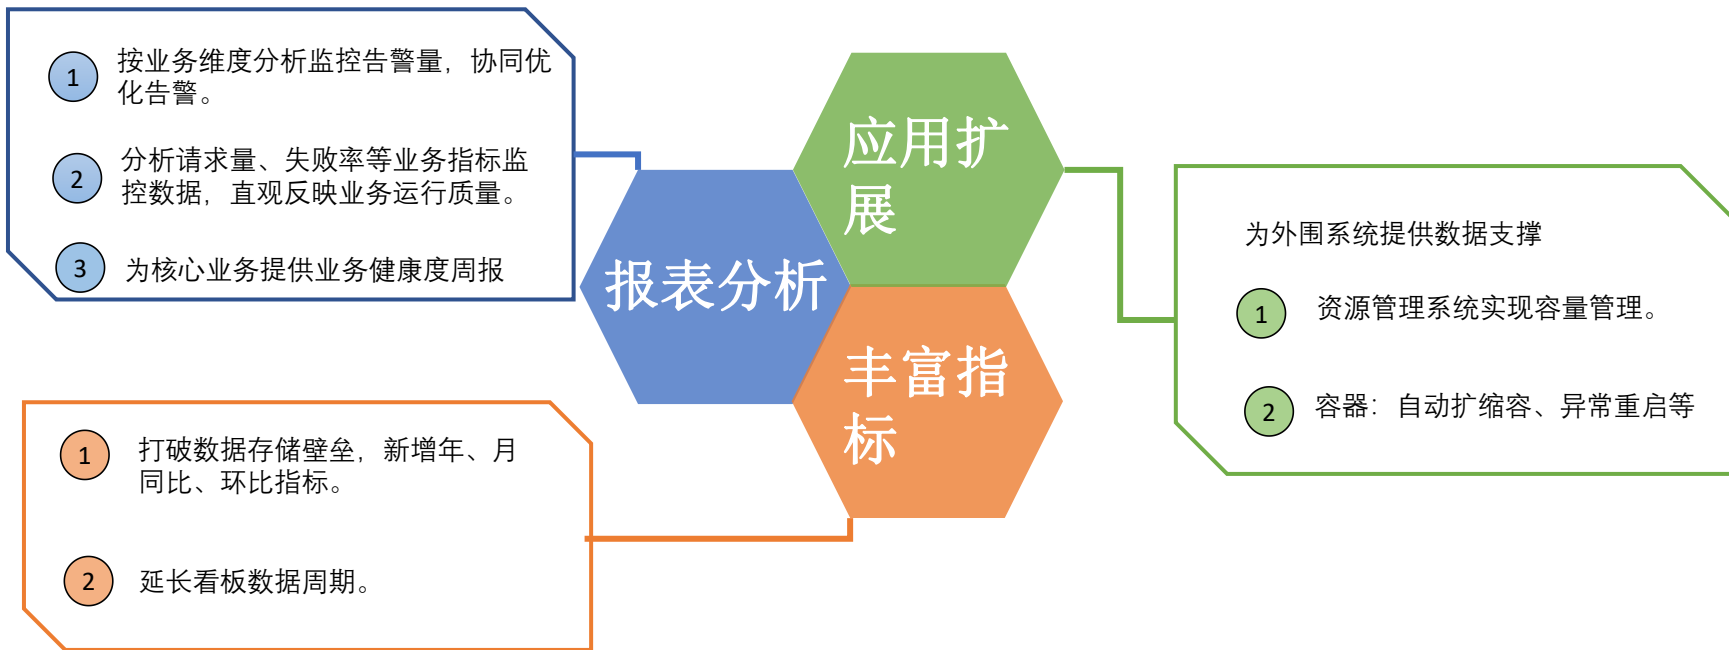 1
按业务维度分析监控告警量，协同优
化告警。
2
分析请求量、失败率等业务指标监
控数据，直观反映业务运行质量。
3
为核心业务提供业务健康度周报
报表分析
应用扩
展
丰富指
标
为外围系统提供数据支撑
1
资源管理系统实现容量管理。
2
容器：自动扩缩容、异常重启等
1
打破数据存储壁垒，新增年、月
同比、环比指标。
2
延长看板数据周期。